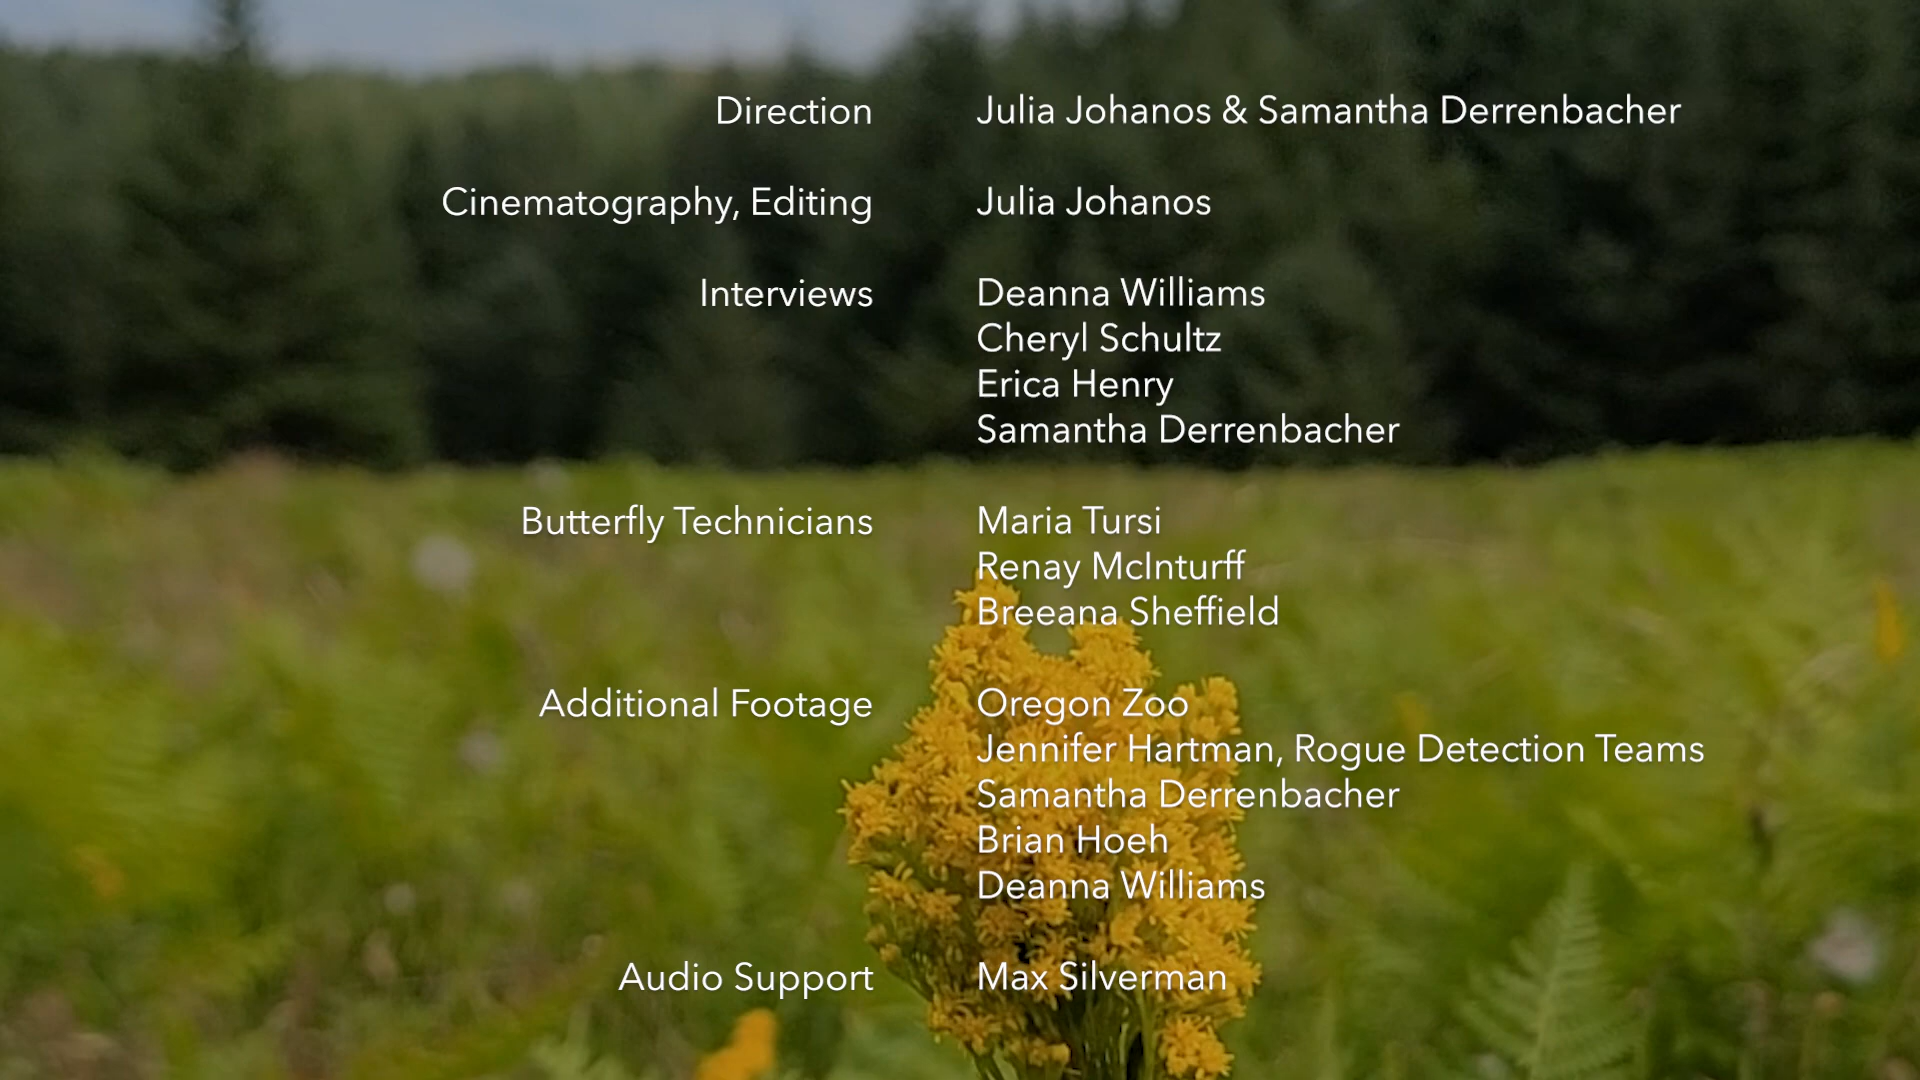 Direction Julia Johanos & Samantha Derrenbacher
Cinematography, Editing Julia Johanos
Interviews Deanna Williams
Cheryl Schultz
Erica Henry
Samantha Derrenbacher
Butterfly Technicians Maria Tursi
Renay McInturff
Breeana Sheffield
Additional Footage Oregon Zoo
Jennifer Hartman, Rogue Detection Teams
Samantha Derrenbacher
Brian Hoeh
Deanna Williams
Audio Support Max Silverman